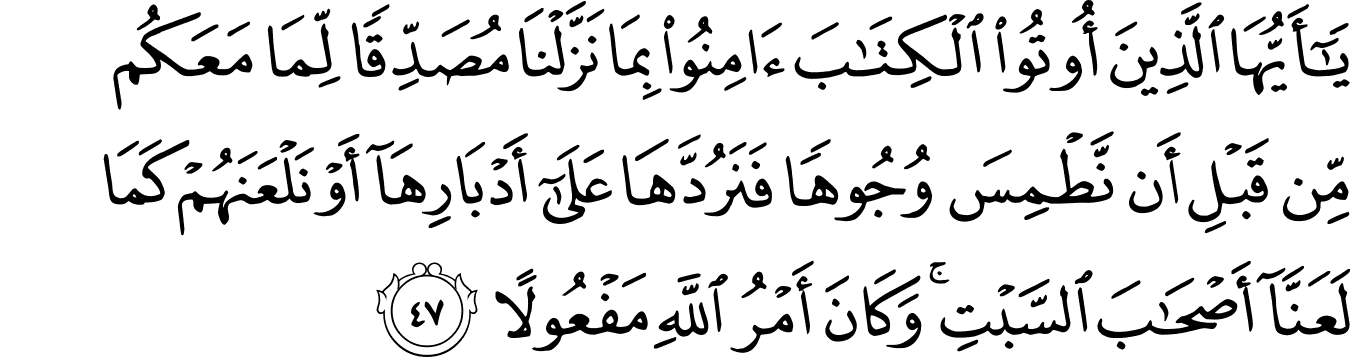 يَـٰٓأَيُّهَا ٱلَّذِينَ أُوتُوا۟ ٱلْكِتَـٰبَ ءَامِنُوا۟ بِمَا نَزَّلْنَا مُصَدِّقًا لِّمَا مَعَكُم
مِّن قَبْلِ أَن نَّطْمِسَ وُجُوهًا فَنَرُدَّهَا عَلَىٰٓ أَدْبَارِهَآ أَوْ نَلْعَنَهُمْ كَمَا
لَعَنَّآ أَصْحَـٰبَ ٱلسَّبْتِ ۚ وَكَانَ أَمْرُ ٱللَّهِ مَفْعُولًا ٤٧